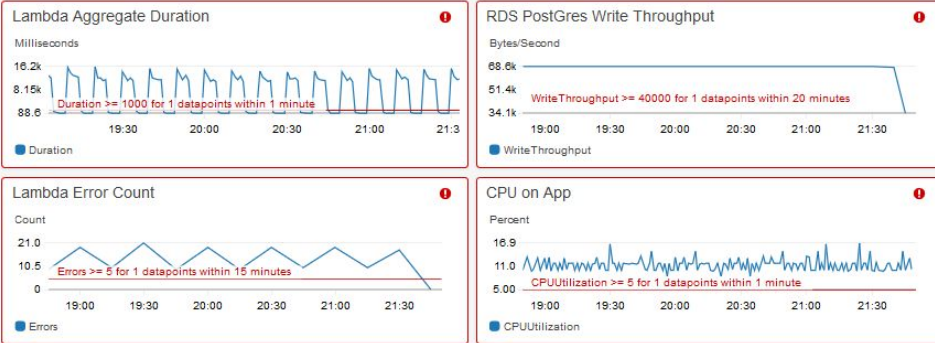 Lambda Aggregate Duration
Milliseconds
16.2k
8.15k
Duration >= 1000 for 1 datapoints within 1 minute
88.6
19:30 20:00 20:30 21:00 21:3
Duration
RDS PostGres Write Throughput
Bytes/Second
68.6k
51.4k
WriteThroughput >= 40000 for 1 datapoints within 20 minutes
34.1k
19:00 19:30 20:00 20:30 21:00 21:30
WriteThroughput
Lambda Error Count
Count
21.0
10.5
Errors >= 5 for 1 datapoints within 15 minutes
0
19:00 19:30 20:00 20:30 21:00 21:30
Errors
CPU on App
Percent
16.9
11.0
CPUUtilization >= 5 for 1 datapoints within 1 minute
5.00
19:00 19:30 20:00 20:30 21:00 21:30
CPUUtilization